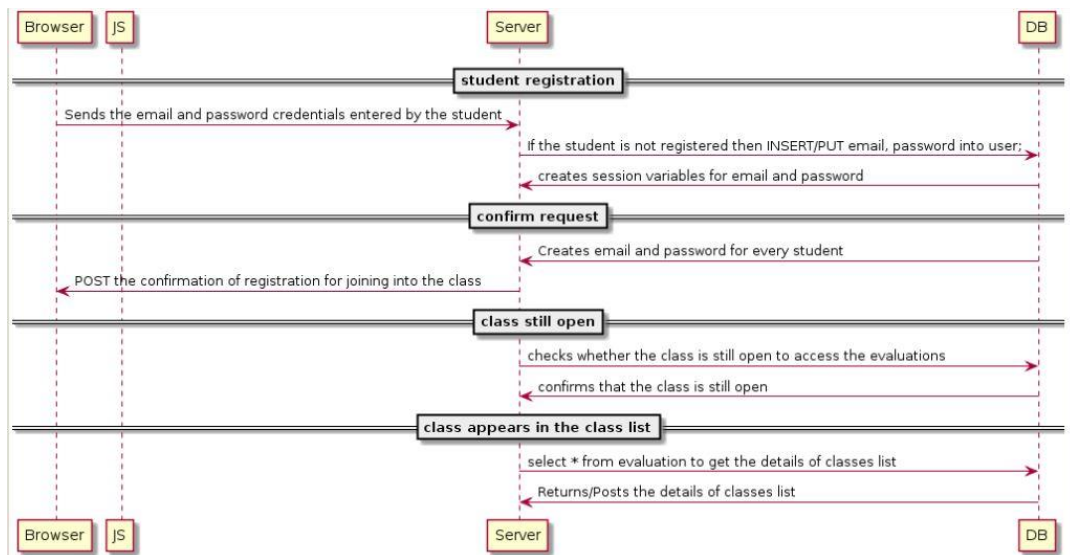 Browser JS Server DB
student registration
Sends the email and password credentials entered by the student
If the student is not registered then INSERT/PUT email, password into user;
creates session variables for email and password
confirm request
Creates email and password for every student
POST the confirmation of registration for joining into the class
class still open
checks whether the class is still open to access the evaluations
confirms that the class is still open
class appears in the class list
select * from evaluation to get the details of classes list
Returns/Posts the details of classes list
Browser JS Server DB